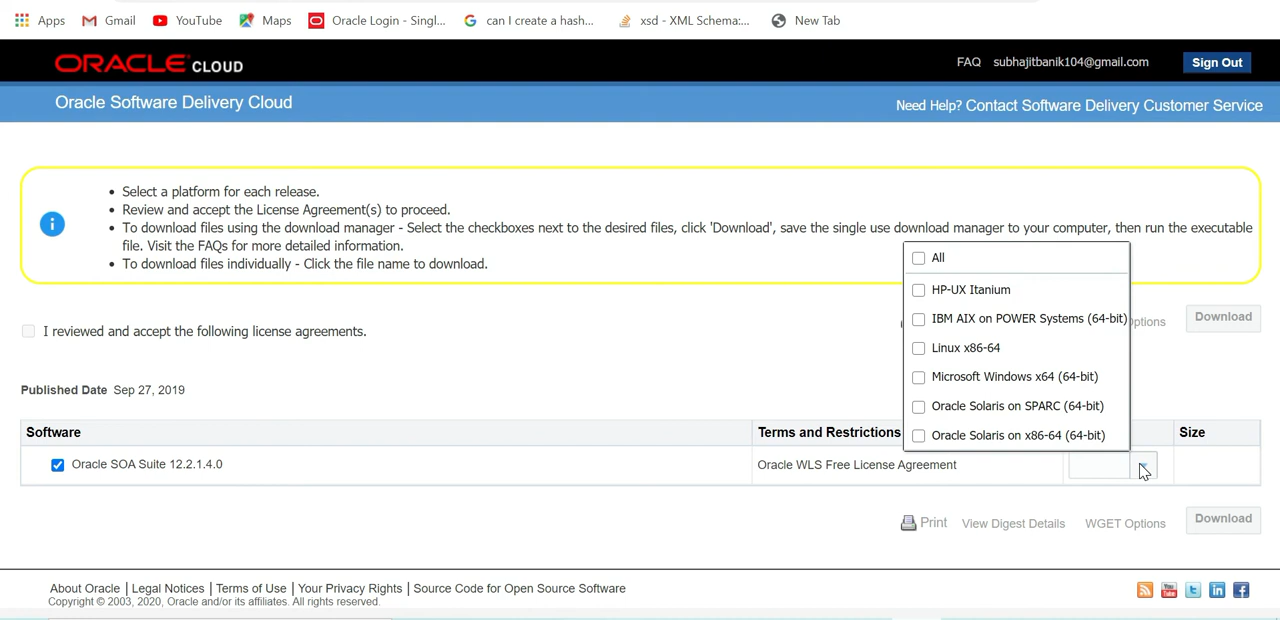 Apps
Gmail
YouTube
Maps
Oracle Login - Singl...
can I create a hash...
xsd - XML Schema:...
New Tab
ORACLE CLOUD
FAQ
subhajitbanik104@gmail.com
Sign Out
Oracle Software Delivery Cloud
Need Help? Contact Software Delivery Customer Service
• Select a platform for each release.
• Review and accept the License Agreement(s) to proceed.
• To download files using the download manager - Select the checkboxes next to the desired files, click 'Download', save the single use download manager to your computer, then run the executable
file. Visit the FAQs for more detailed information.
• To download files individually - Click the file name to download.
All
HP-UX Itanium
IBM AIX on POWER Systems (64-bit)
Linux x86-64
Microsoft Windows x64 (64-bit)
Oracle Solaris on SPARC (64-bit)
Oracle Solaris on x86-64 (64-bit)
I reviewed and accept the following license agreements.
ptions
Download
Published Date Sep 27, 2019
Software
Terms and Restrictions
Size
Oracle SOA Suite 12.2.1.4.0
Oracle WLS Free License Agreement
Print
View Digest Details
WGET Options
Download
About Oracle | Legal Notices | Terms of Use | Your Privacy Rights | Source Code for Open Source Software
Copyright © 2003, 2020, Oracle and/or its affiliates. All rights reserved.